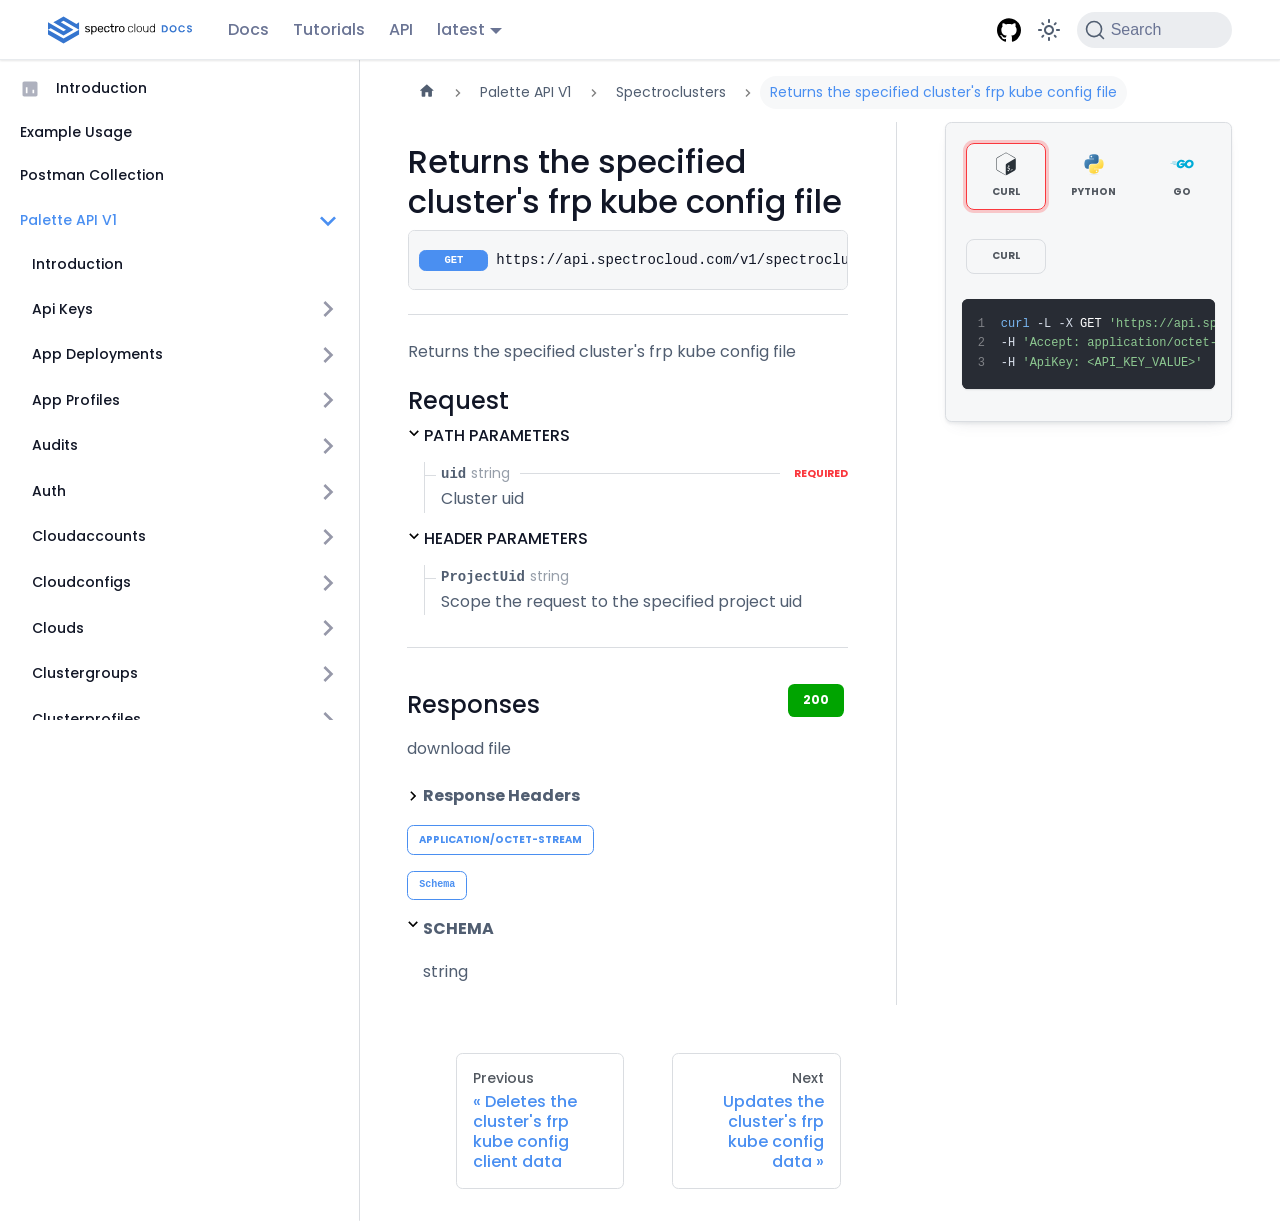 spectro cloud DOCS
Docs
Tutorials
API
latest
Search
Introduction
Example Usage
Postman Collection
Palette API V1
Introduction
Api Keys
App Deployments
App Profiles
Audits
Auth
Cloudaccounts
Cloudconfigs
Clouds
Clustergroups
Clusterprofiles
Palette API V1
Spectroclusters
Returns the specified cluster's frp kube config file
Returns the specified
cluster's frp kube config file
GET https://api.spectrocloud.com/v1/spectroclu
Returns the specified cluster's frp kube config file
Request
PATH PARAMETERS
uid string REQUIRED
Cluster uid
HEADER PARAMETERS
ProjectUid string
Scope the request to the specified project uid
Responses
200
download file
Response Headers
APPLICATION/OCTET-STREAM
Schema
SCHEMA
string
CURL
PYTHON
GO
CURL
1 curl -L -X GET 'https://api.sp
2 -H 'Accept: application/octet-
3 -H 'ApiKey: <API_KEY_VALUE>'
Previous
« Deletes the
cluster's frp
kube config
client data
Next
Updates the
cluster's frp
kube config
data »